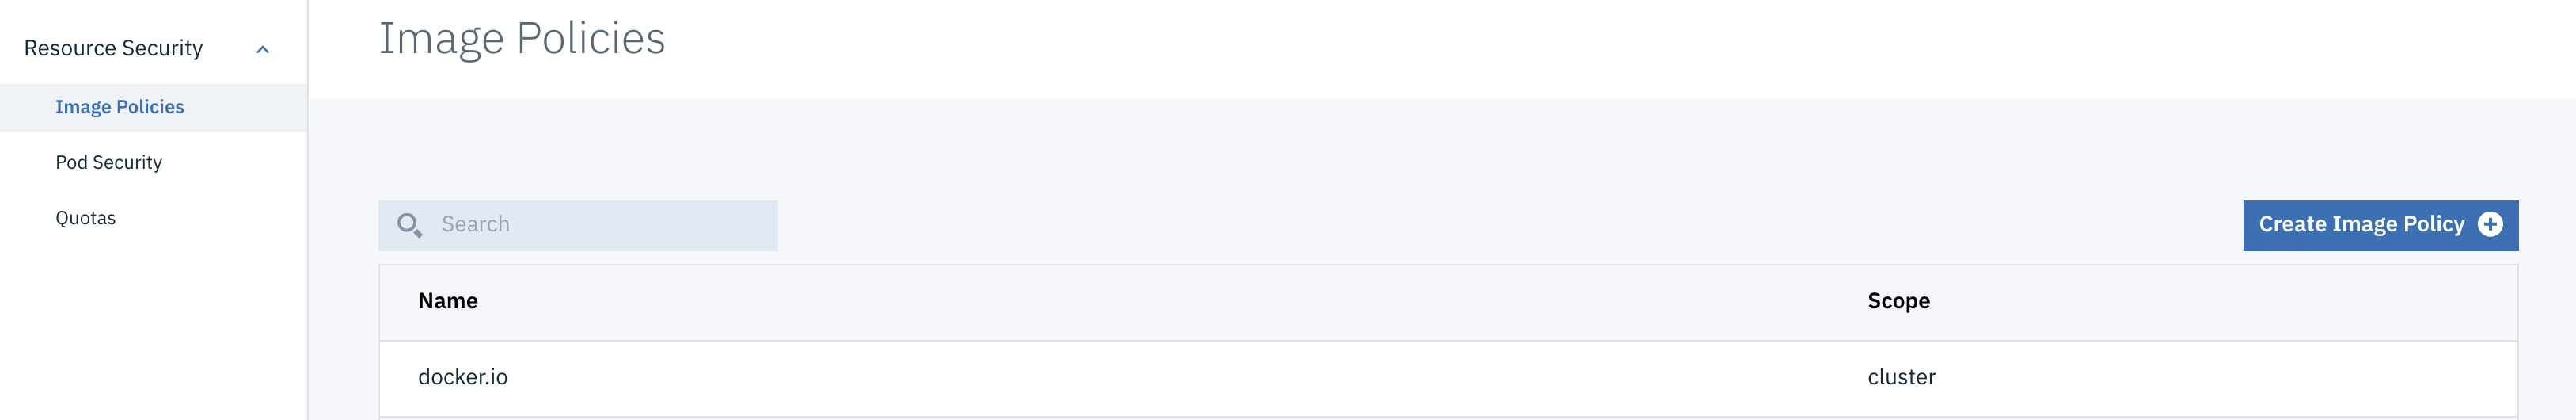 Resource Security
Image Policies
Pod Security
Quotas
Image Policies
Search
Create Image Policy
Name Scope
docker.io cluster